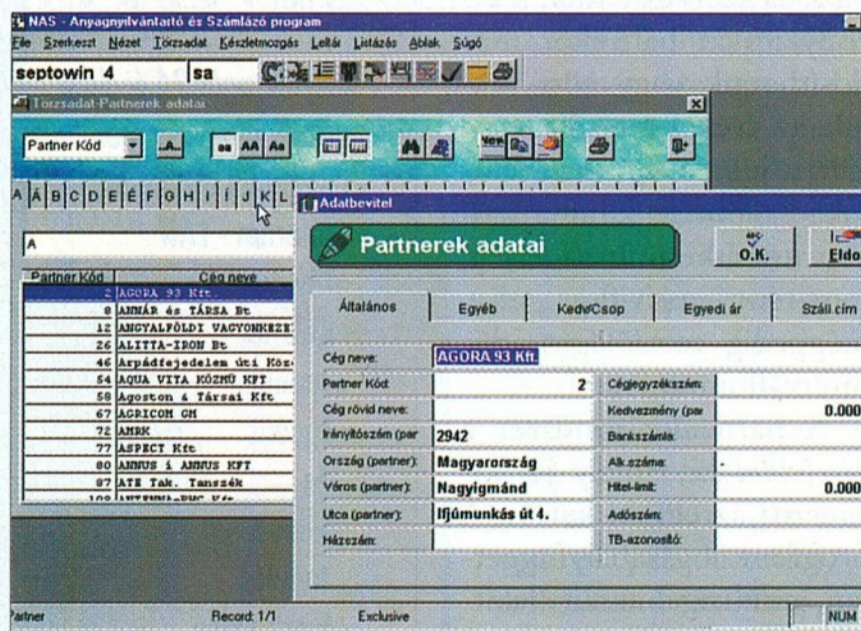 NAS - Anyagnyilvántartó és Számlázó program
File Szerkeszt Nézet Törzsadat Készletmozgás Leltár Listázás Ablak Súgó
septowin 4 sa
Törzsadat-Partnerek adatai
Partner Kód ..A.. aa AA Aa
A Á B C D E É F G H I Í J K L
A
Partner Kód Cég neve
2 AGORA 93 Kft.
8 ANNÁR és TÁRSA Bt
12 ANGYALFÖLDI VAGYONKEZE
26 ALITTA-IRON Bt
46 Arpádfejedelem úti Köz
54 AQUA VITA KÖZMŰ KFT
58 Agoston & Társai Kft
67 AGRICOM GM
72 AMRK
77 ASPECT Kft
80 ANNUS i ANNUS KFT
87 ATE Tak. Tanszék
Adatbevitel
Partnerek adatai
O.K. Eldo
Általános Egyéb Kedv/Csop Egyedi ár Száll.cím
Cég neve: AGORA 93 Kft.
Partner Kód: 2 Cégjegyzékszám:
Cég rövid neve: Kedvezmény (par 0.000
Irányítószám (par 2942 Bankszámla:
Ország (partner): Magyarország Alk.száma: -
Város (partner): Nagyigmánd Hitel-limit: 0.000
Utca (partner): Ifjúmunkás út 4. Adószám:
Házszám: TB-azonosító:
Partner Record: 1/1 Exclusive NUM